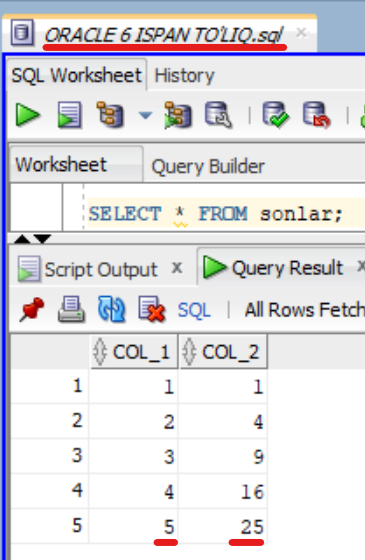 ORACLE 6 ISPAN TO'LIQ.sql ×
SQL Worksheet History
Worksheet Query Builder
SELECT * FROM sonlar;
Script Output × Query Result ×
SQL | All Rows Fetch
COL_1 COL_2
1 1 1
2 2 4
3 3 9
4 4 16
5 5 25